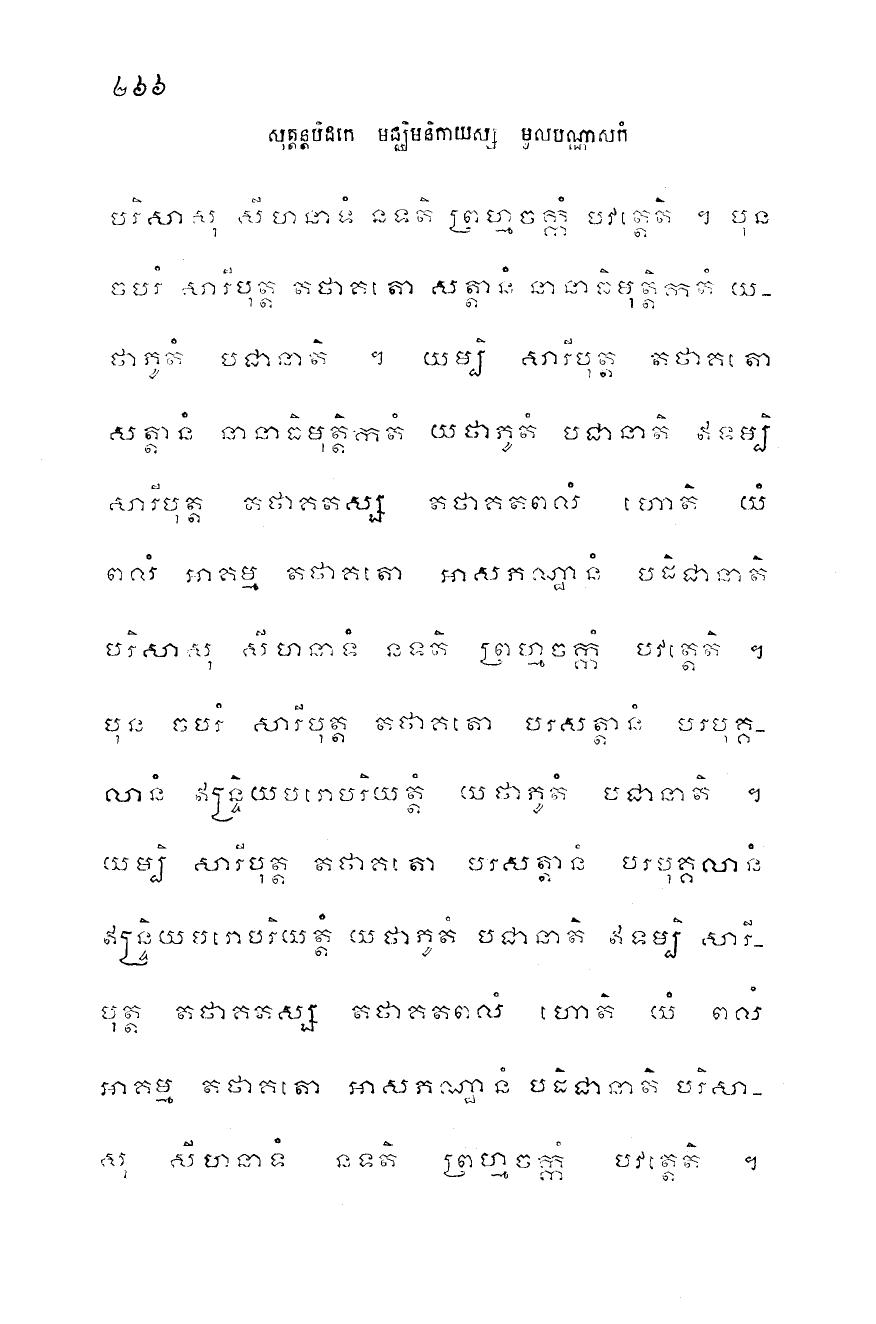 ២៦៦
សុត្តន្តបិដកេ មជ្ឈិមនិកាយស្ស មូលបណ្ណាសកំ
បរិសាសុ សីហនាទំ នទតិ ព្រហ្មចក្កំ បវត្តេតិ ។ បុន
ចបរំ សារីបុត្ត តថាគតោ សត្តានំ នានាធិមុត្តិកតំ យ-
ថាភូតំ បជានាតិ ។ យម្បិ សារីបុត្ត តថាគតោ
សត្តានំ នានាធិមុត្តិកតំ យថាភូតំ បជានាតិ ឥទម្បិ
សារីបុត្ត តថាគតស្ស តថាគតពលំ ហោតិ យំ
ពលំ អាគម្ម តថាគតោ អាសភណ្ឋានំ បដិជានាតិ
បរិសាសុ សីហនាទំ នទតិ ព្រហ្មចក្កំ បវត្តេតិ ។
បុន ចបរំ សារីបុត្ត តថាគតោ បរសត្តានំ បរបុគ្គ-
លានំ ឥន្ទ្រិយបរោបរិយត្តំ យថាភូតំ បជានាតិ ។
យម្បិ សារីបុត្ត តថាគតោ បរសត្តានំ បរបុគ្គលានំ
ឥន្ទ្រិយបរោបរិយត្តំ យថាភូតំ បជានាតិ ឥទម្បិ សារី-
បុត្ត តថាគតស្ស តថាគតពលំ ហោតិ យំ ពលំ
អាគម្ម តថាគតោ អាសភណ្ឋានំ បដិជានាតិ បរិសា-
សុ សីហនាទំ នទតិ ព្រហ្មចក្កំ បវត្តេតិ ។